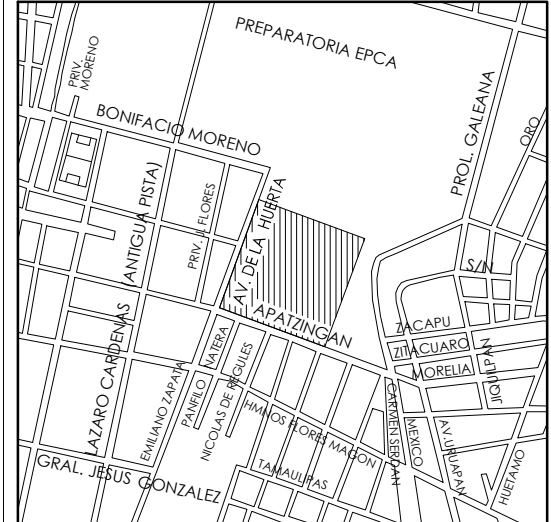 PREPARATORIA EPCA
PRIV.
MORENO
BONIFACIO MORENO
PROL. GALEANA
ORO
(ANTIGUA PISTA)
PRIV. J. FLORES
AV. DE LA HUERTA
S/N
APATZINGAN
ZACAPU
ZITACUARO
MORELIA
JIQUILPAN
LAZARO CARDENAS
EMILIANO ZAPATA
PANFILO NATERA
NICOLAS DE REGULES
HMNOS FLORES MAGON
CARMEN SERDAN
MEXICO
AV.URUAPAN
HUETAMO
TAMAULIPAS
GRAL. JESUS GONZALEZ